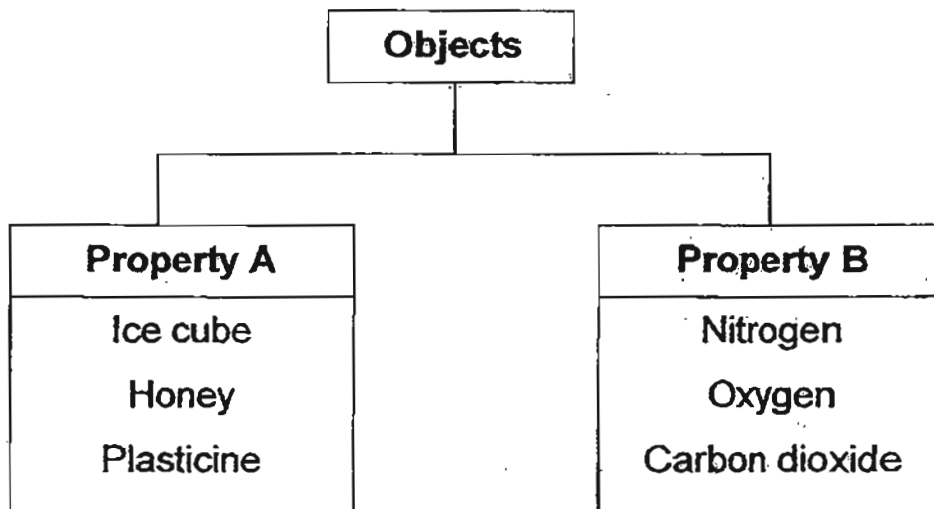 Objects
Property A
Ice cube
Honey
Plasticine
Property B
Nitrogen
Oxygen
Carbon dioxide